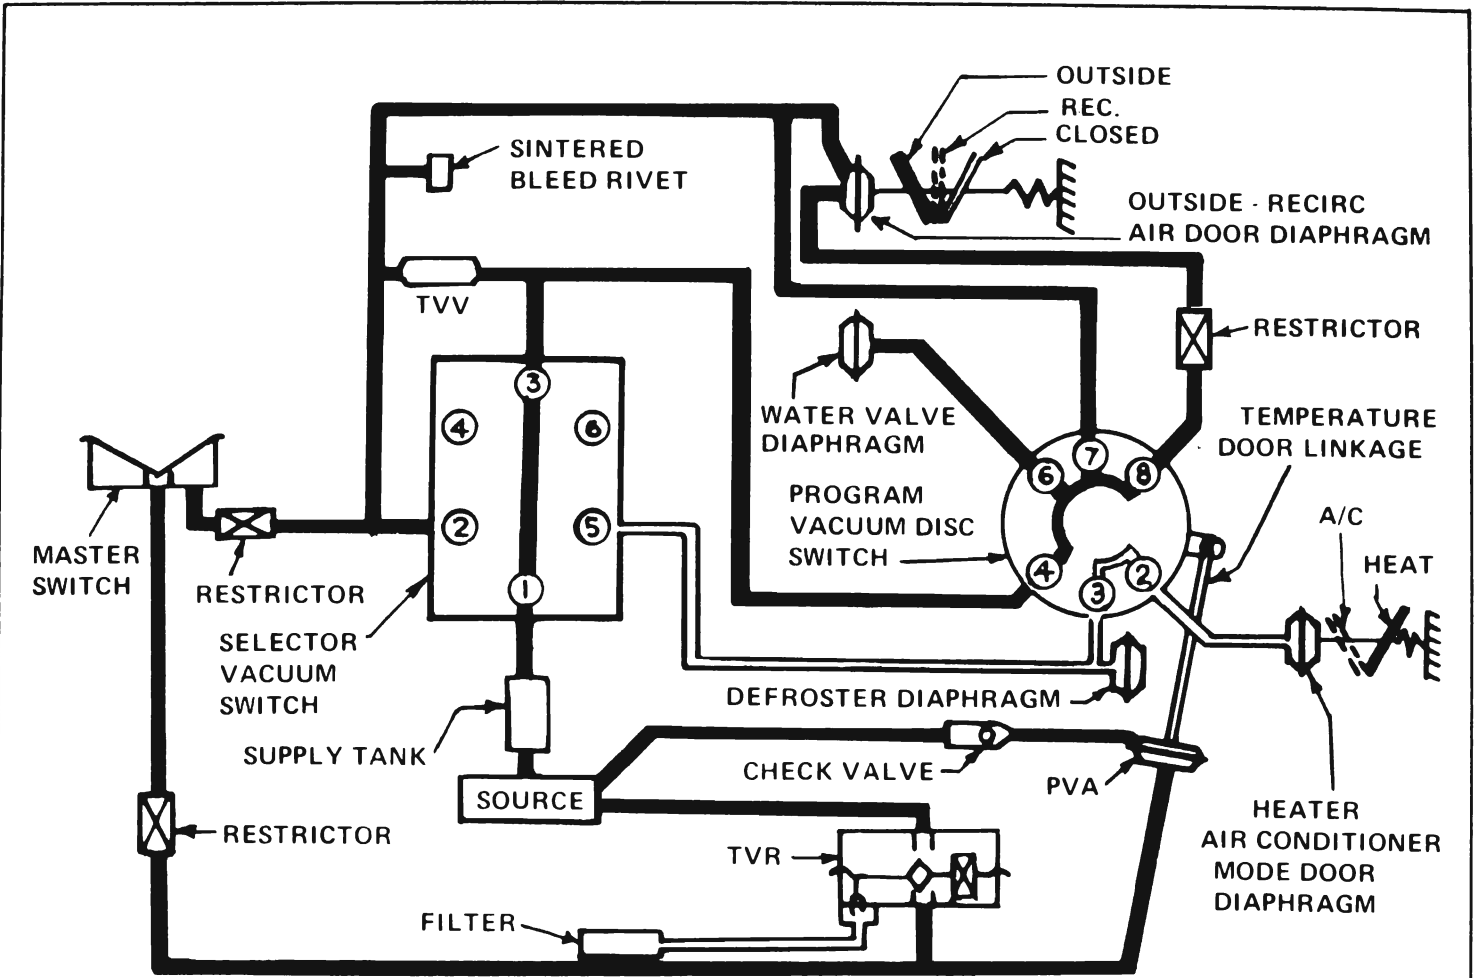 OUTSIDE
REC.
CLOSED
SINTERED
BLEED RIVET
OUTSIDE - RECIRC
AIR DOOR DIAPHRAGM
TVV
RESTRICTOR
WATER VALVE
DIAPHRAGM
TEMPERATURE
DOOR LINKAGE
3
4
6
2
5
1
6
7
8
4
3
2
PROGRAM
VACUUM DISC
SWITCH
A/C
HEAT
MASTER
SWITCH
RESTRICTOR
SELECTOR
VACUUM
SWITCH
DEFROSTER DIAPHRAGM
SUPPLY TANK
SOURCE
CHECK VALVE
PVA
HEATER
AIR CONDITIONER
MODE DOOR
DIAPHRAGM
RESTRICTOR
TVR
FILTER